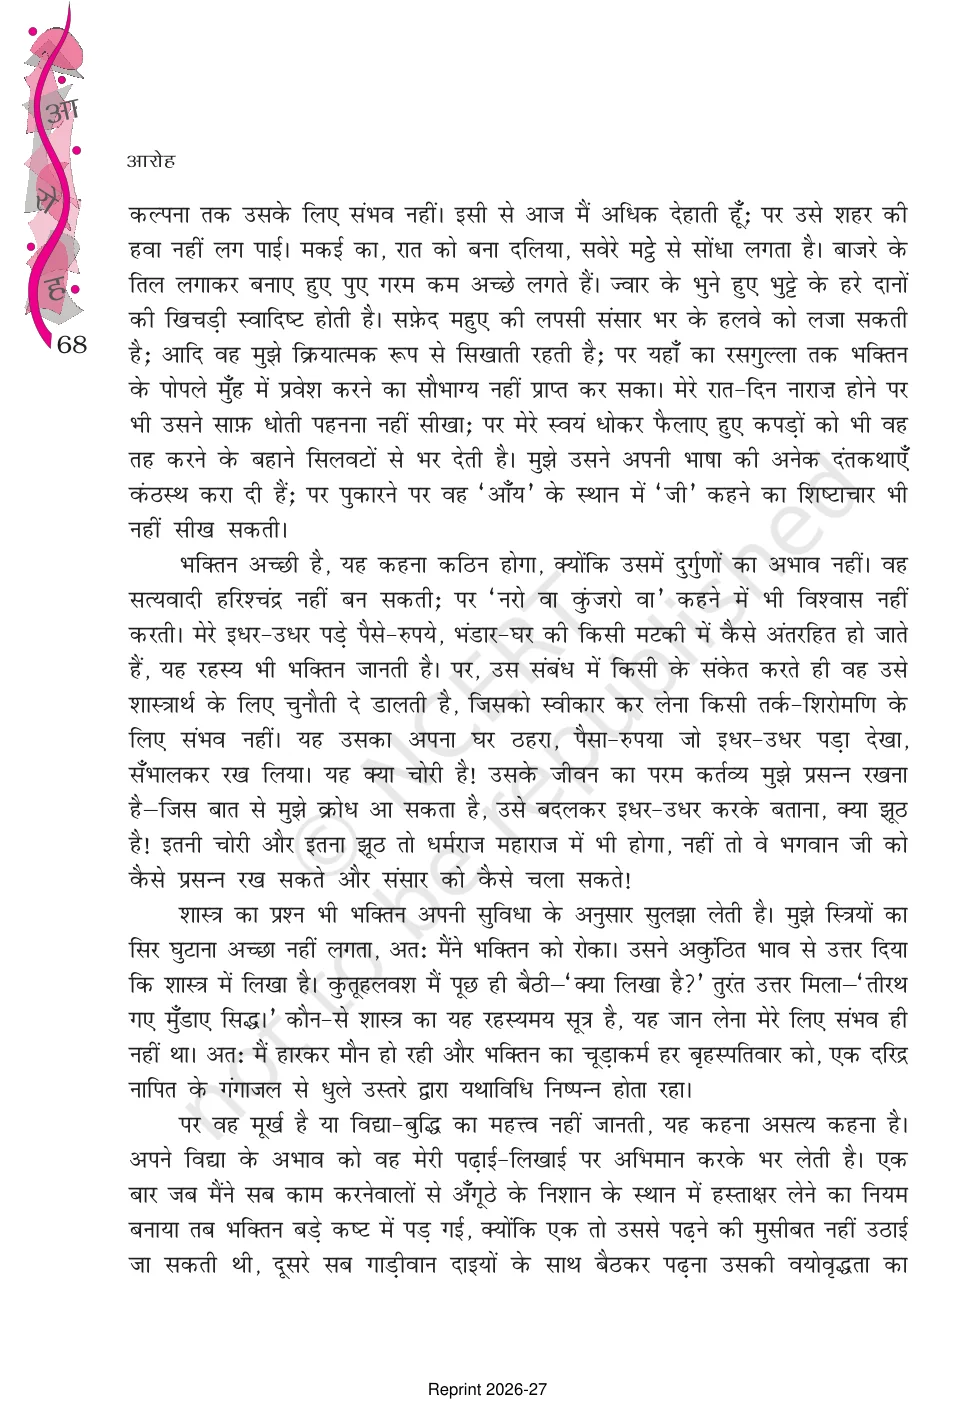 आ
रो
ह
आरोह
कल्पना तक उसके लिए संभव नहीं। इसी से आज मैं अधिक देहाती हूँ; पर उसे शहर की
हवा नहीं लग पाई। मकई का, रात को बना दलिया, सवेरे मट्ठे से सोंधा लगता है। बाजरे के
तिल लगाकर बनाए हुए पुए गरम कम अच्छे लगते हैं। ज्वार के भुने हुए भुट्टे के हरे दानों
की खिचड़ी स्वादिष्ट होती है। सफ़ेद महुए की लपसी संसार भर के हलवे को लजा सकती
68
है; आदि वह मुझे क्रियात्मक रूप से सिखाती रहती है; पर यहाँ का रसगुल्ला तक भक्तिन
के पोपले मुँह में प्रवेश करने का सौभाग्य नहीं प्राप्त कर सका। मेरे रात-दिन नाराज़ होने पर
भी उसने साफ़ धोती पहनना नहीं सीखा; पर मेरे स्वयं धोकर फैलाए हुए कपड़ों को भी वह
तह करने के बहाने सिलवटों से भर देती है। मुझे उसने अपनी भाषा की अनेक दंतकथाएँ
कंठस्थ करा दी हैं; पर पुकारने पर वह ‘आँय’ के स्थान में ‘जी’ कहने का शिष्टाचार भी
नहीं सीख सकती।
भक्तिन अच्छी है, यह कहना कठिन होगा, क्योंकि उसमें दुर्गुणों का अभाव नहीं। वह
सत्यवादी हरिश्चंद्र नहीं बन सकती; पर ‘नरो वा कुंजरो वा’ कहने में भी विश्वास नहीं
करती। मेरे इधर-उधर पड़े पैसे-रुपये, भंडार-घर की किसी मटकी में कैसे अंतरहित हो जाते
हैं, यह रहस्य भी भक्तिन जानती है। पर, उस संबंध में किसी के संकेत करते ही वह उसे
शास्त्रार्थ के लिए चुनौती दे डालती है, जिसको स्वीकार कर लेना किसी तर्क-शिरोमणि के
लिए संभव नहीं। यह उसका अपना घर ठहरा, पैसा-रुपया जो इधर-उधर पड़ा देखा,
सँभालकर रख लिया। यह क्या चोरी है! उसके जीवन का परम कर्तव्य मुझे प्रसन्न रखना
है—जिस बात से मुझे क्रोध आ सकता है, उसे बदलकर इधर-उधर करके बताना, क्या झूठ
है! इतनी चोरी और इतना झूठ तो धर्मराज महाराज में भी होगा, नहीं तो वे भगवान जी को
कैसे प्रसन्न रख सकते और संसार को कैसे चला सकते!
शास्त्र का प्रश्न भी भक्तिन अपनी सुविधा के अनुसार सुलझा लेती है। मुझे स्त्रियों का
सिर घुटाना अच्छा नहीं लगता, अतः मैंने भक्तिन को रोका। उसने अकुंठित भाव से उत्तर दिया
कि शास्त्र में लिखा है। कुतूहलवश मैं पूछ ही बैठी—‘क्या लिखा है?’ तुरंत उत्तर मिला—‘तीरथ
गए मुँडाए सिद्ध।’ कौन-से शास्त्र का यह रहस्यमय सूत्र है, यह जान लेना मेरे लिए संभव ही
नहीं था। अतः मैं हारकर मौन हो रही और भक्तिन का चूड़ाकर्म हर बृहस्पतिवार को, एक दरिद्र
नापित के गंगाजल से धुले उस्तरे द्वारा यथाविधि निष्पन्न होता रहा।
पर वह मूर्ख है या विद्या-बुद्धि का महत्त्व नहीं जानती, यह कहना असत्य कहना है।
अपने विद्या के अभाव को वह मेरी पढ़ाई-लिखाई पर अभिमान करके भर लेती है। एक
बार जब मैंने सब काम करनेवालों से अँगूठे के निशान के स्थान में हस्ताक्षर लेने का नियम
बनाया तब भक्तिन बड़े कष्ट में पड़ गई, क्योंकि एक तो उससे पढ़ने की मुसीबत नहीं उठाई
जा सकती थी, दूसरे सब गाड़ीवान दाइयों के साथ बैठकर पढ़ना उसकी वयोवृद्धता का
© NCERT
not to be republished
Reprint 2026-27